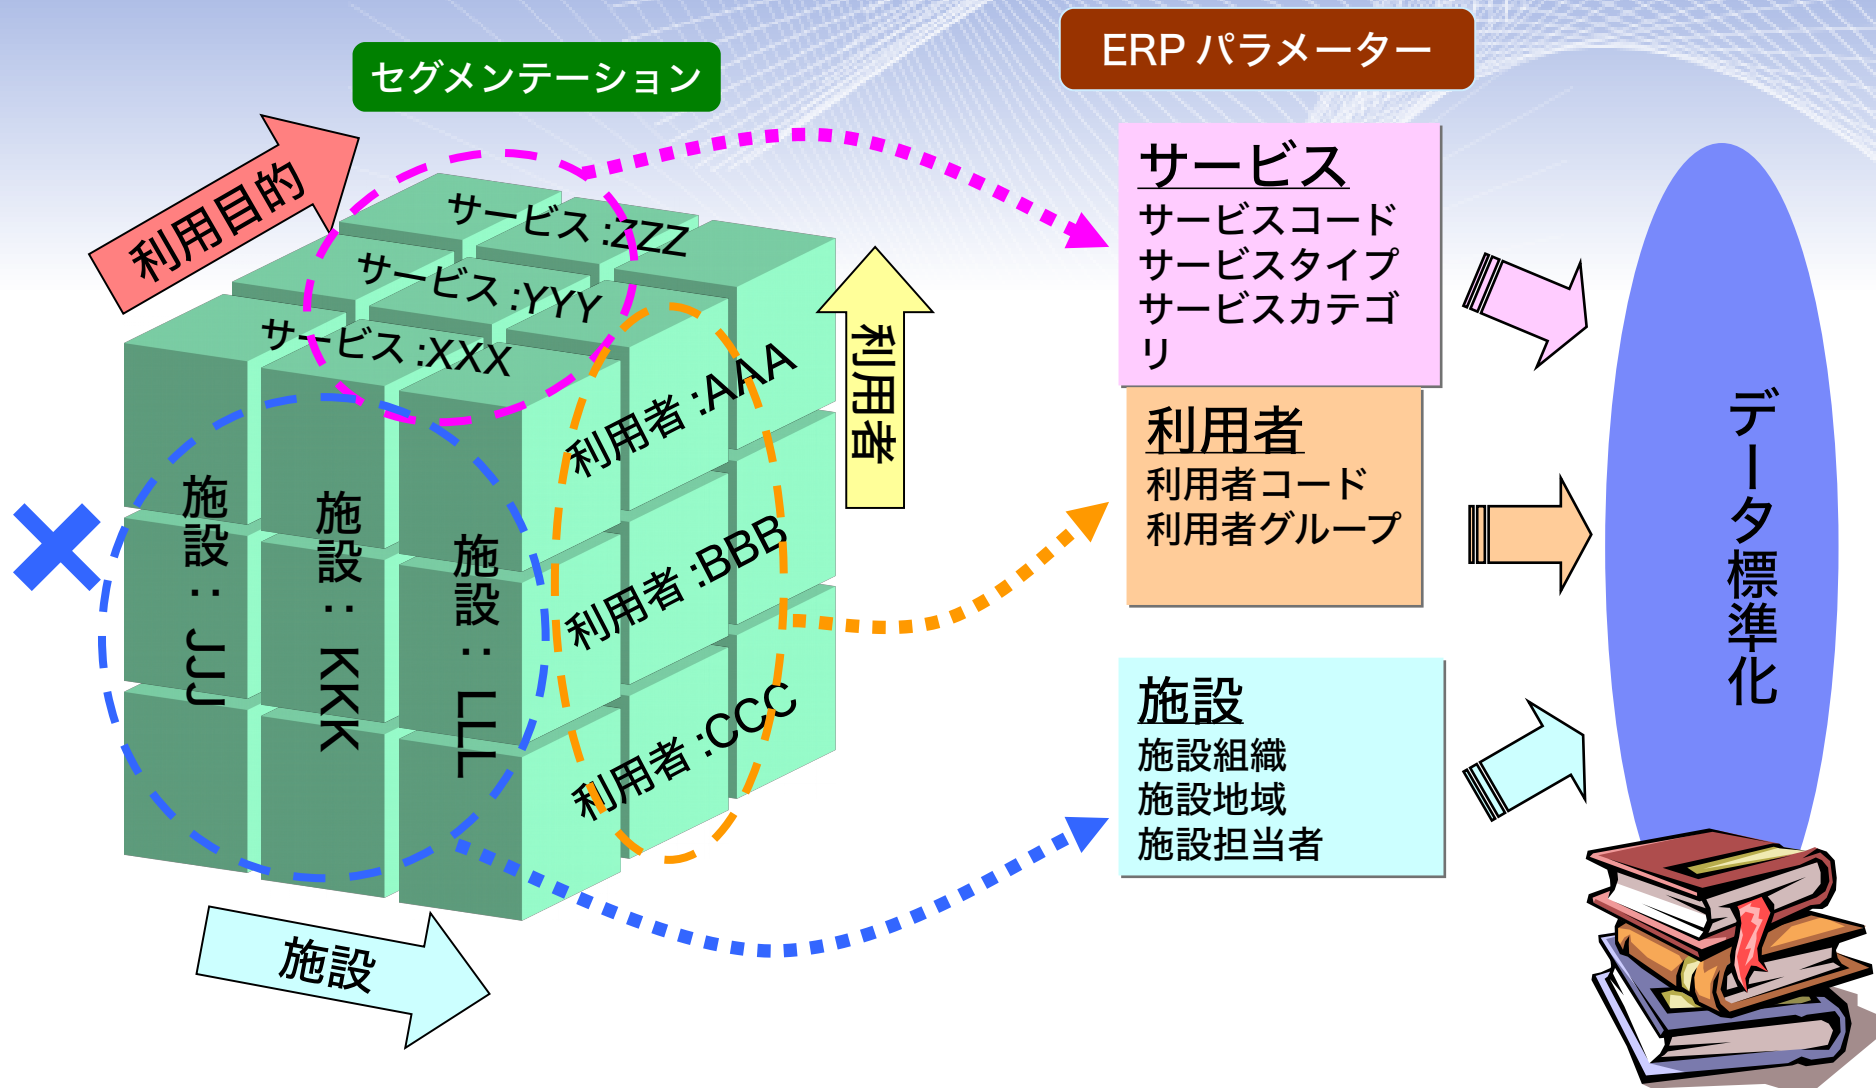 セグメンテーション
ERP パラメーター
利用目的
サービス :ZZZ
サービス :YYY
サービス :XXX
利用者
利用者 :AAA
利用者 :BBB
利用者 :CCC
施設：JJJ
施設：KKK
施設：LLL
施設
サービス
サービスコード
サービスタイプ
サービスカテゴ
リ
利用者
利用者コード
利用者グループ
施設
施設組織
施設地域
施設担当者
データ標準化